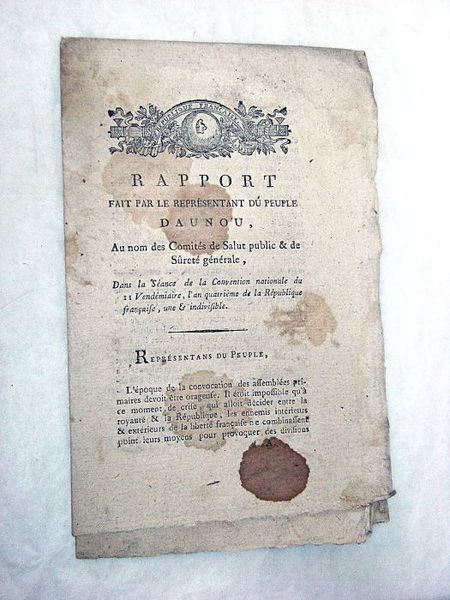 RÉPUBLIQUE FRANÇAISE
RAPPORT
FAIT PAR LE REPRÉSENTANT DU PEUPLE
DAUNOU,
Au nom des Comités de Salut public & de
Sûreté générale,
Dans la Séance de la Convention nationale du
11 Vendémiaire, l'an quatrième de la République
française, une & indivisible.
REPRÉSENTANS DU PEUPLE,
L'époque de la convocation des assemblées pri-
maires devoit être orageuse. Il étoit impossible qu'à
ce moment de crise, qui alloit décider entre la
royauté & la République, les ennemis intérieurs
& extérieurs de la liberté française ne combinassent
point leurs moyens pour provoquer des divisions